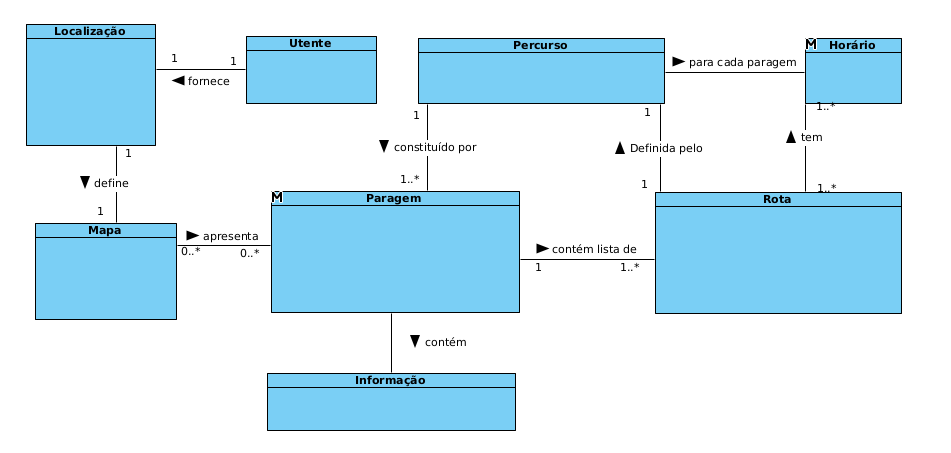 Localização
Utente
Percurso
M Horário
1
1
fornece
para cada paragem
1
1
1
1..*
constituído por
Definida pelo
tem
1
define
1
1..*
1
1..*
Mapa
M Paragem
Rota
apresenta
0..*
0..*
contém lista de
1
1..*
contém
Informação